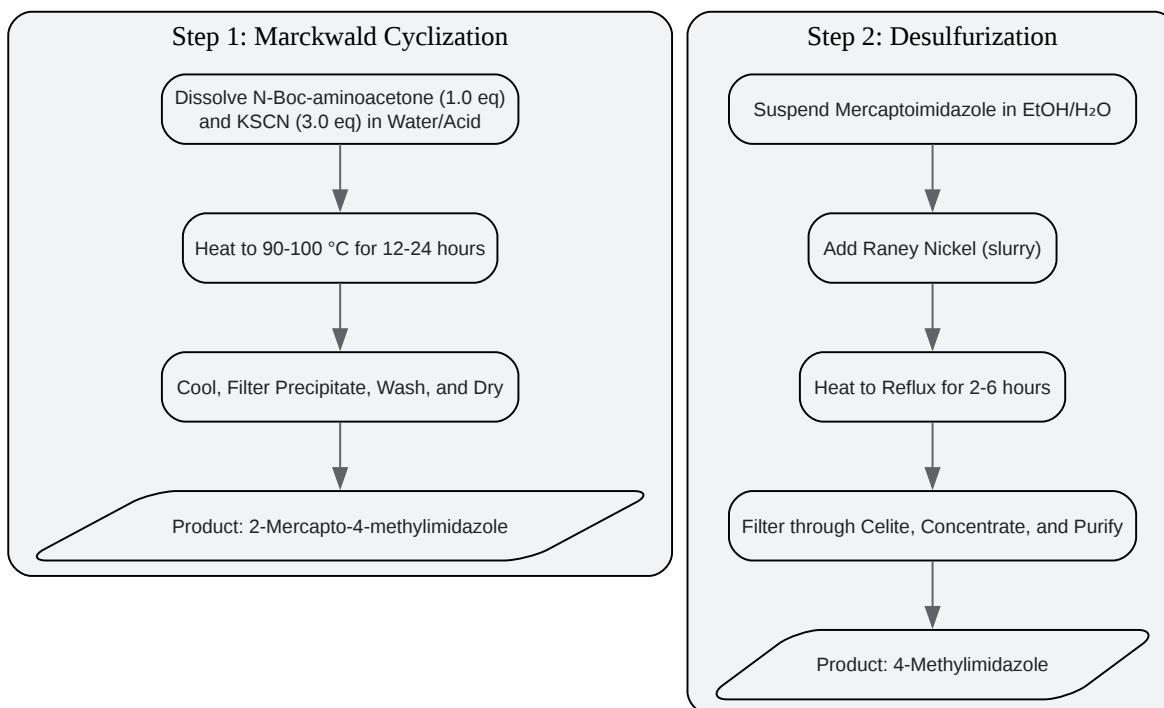 Step 1: Marckwald Cyclization
Dissolve N-Boc-aminoacetone (1.0 eq)
and KSCN (3.0 eq) in Water/Acid
Heat to 90-100 °C for 12-24 hours
Cool, Filter Precipitate, Wash, and Dry
Product: 2-Mercapto-4-methylimidazole
Step 2: Desulfurization
Suspend Mercaptoimidazole in EtOH/H₂O
Add Raney Nickel (slurry)
Heat to Reflux for 2-6 hours
Filter through Celite, Concentrate, and Purify
Product: 4-Methylimidazole